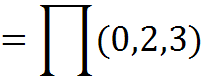 = ∏(0,2,3)